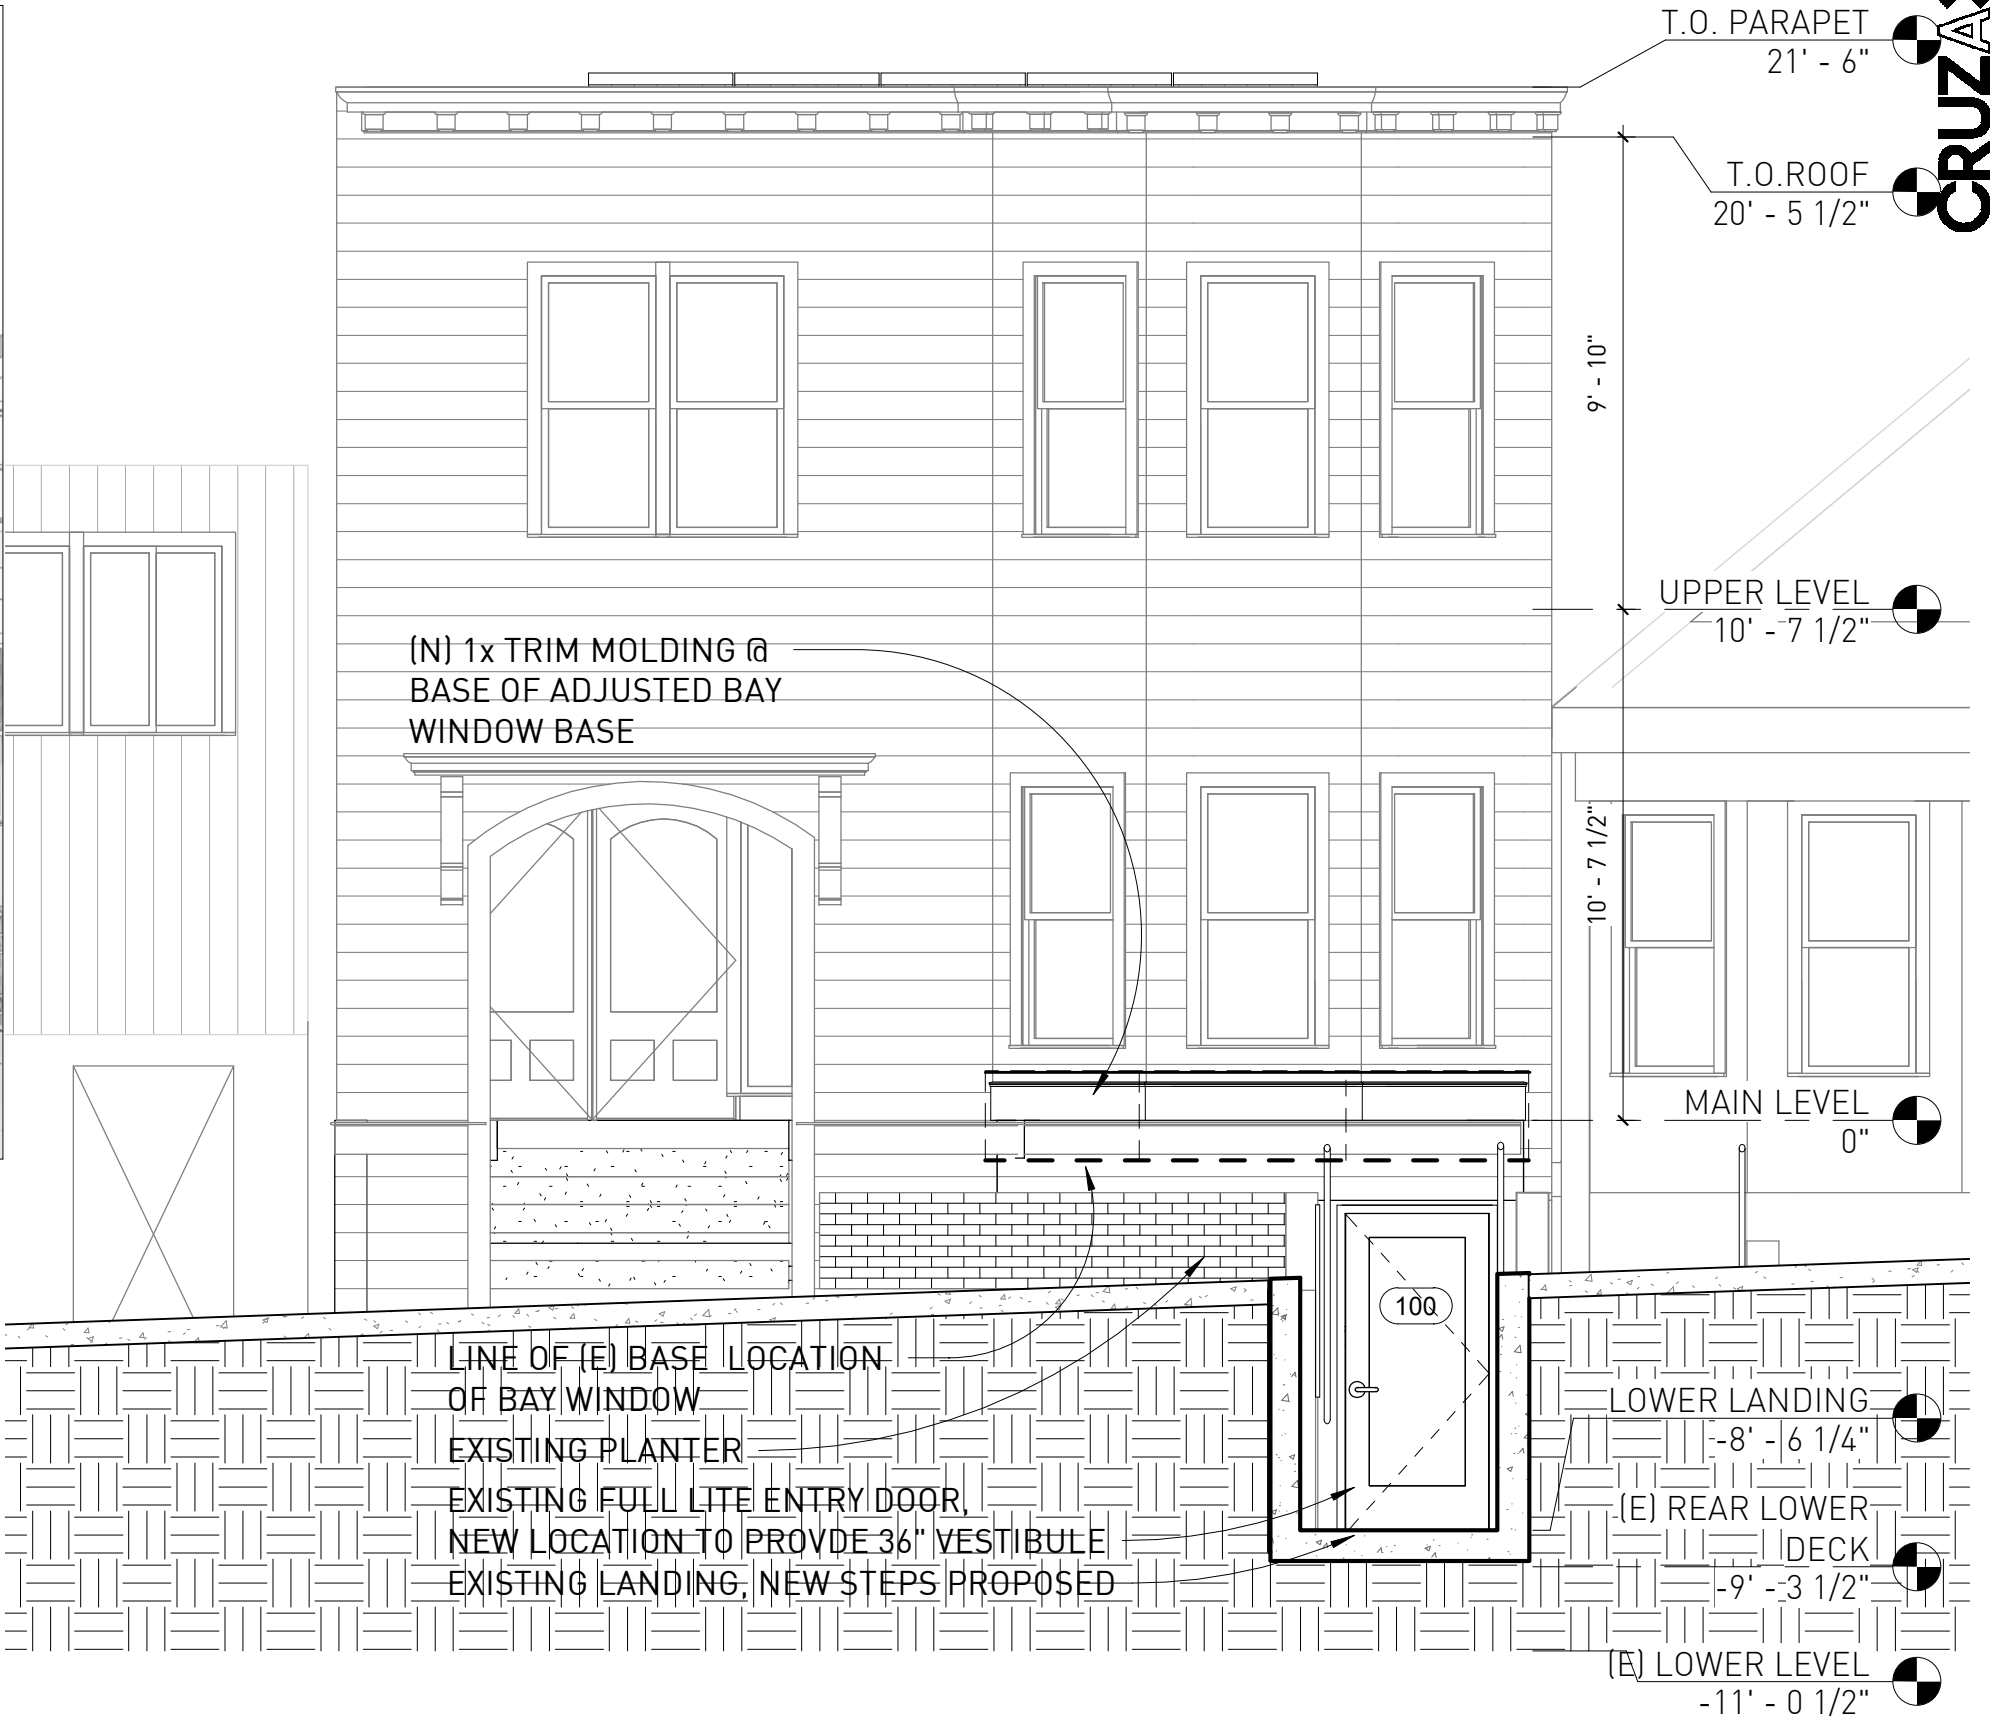 T.O. PARAPET
21' - 6"
CRUZA
T.O.ROOF
20' - 5 1/2"
9' - 10"
UPPER LEVEL
10' - 7 1/2"
(N) 1x TRIM MOLDING @
BASE OF ADJUSTED BAY
WINDOW BASE
10' - 7 1/2"
MAIN LEVEL
0"
100
LINE OF (E) BASE LOCATION
OF BAY WINDOW
EXISTING PLANTER
EXISTING FULL LITE ENTRY DOOR,
NEW LOCATION TO PROVDE 36" VESTIBULE
EXISTING LANDING, NEW STEPS PROPOSED
LOWER LANDING
-8' - 6 1/4"
(E) REAR LOWER
DECK
-9' - 3 1/2"
(E) LOWER LEVEL
-11' - 0 1/2"